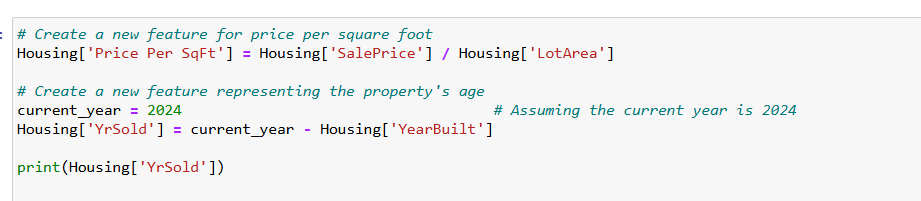 :
# Create a new feature for price per square foot
Housing['Price Per SqFt'] = Housing['SalePrice'] / Housing['LotArea']
# Create a new feature representing the property's age
current_year = 2024 # Assuming the current year is 2024
Housing['YrSold'] = current_year - Housing['YearBuilt']
print(Housing['YrSold'])